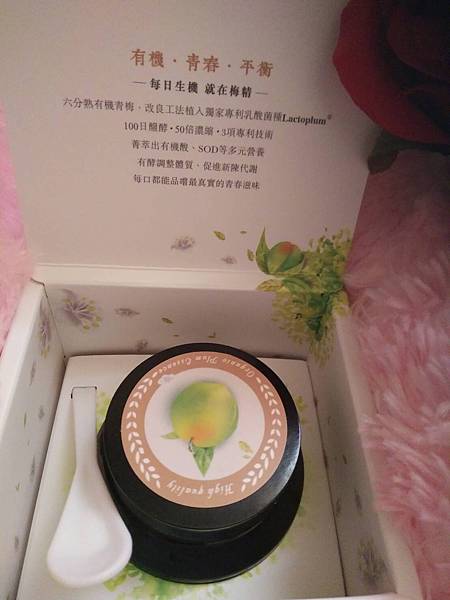 有機・青春・平衡
—每日生機 就在梅精—
六分熟有機青梅，改良工法植入獨家專利乳酸菌種Lactoplum®
100日醞酵・50倍濃縮・3項專利技術
菁萃出有機酸、SOD等多元營養
有酵調整體質、促進新陳代謝
每口都能品嚐最真實的青春滋味
Organic Plum Essence
High quality